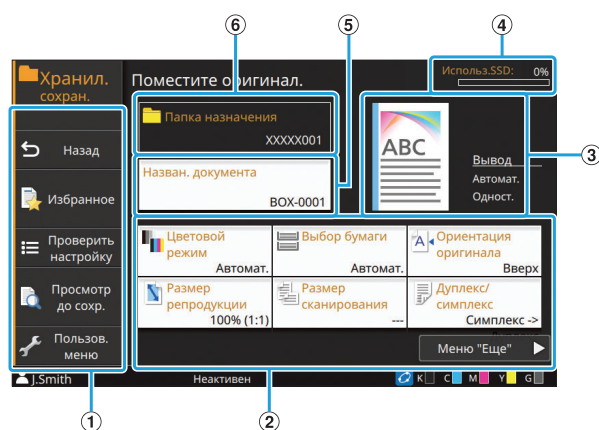 6
5
4
Хранил.
сохран.
Поместите оригинал.
Использ.SSD: 0%
Папка назначения
XXXXX001
Назван. документа
BOX-0001
ABC
Вывод
Автомат.
Одност.
3
Назад
Избранное
Проверить
настройку
Просмотр
до сохр.
Пользов.
меню
Цветовой
режим
Автомат.
Выбор бумаги
Автомат.
A
Ориентация
оригинала
Вверх
Размер
репродукции
100% (1:1)
Размер
сканирования
---
Дуплекс/
симплекс
Симплекс ->
Меню "Еще"
J.Smith
Неактивен
K C M Y G
1
2